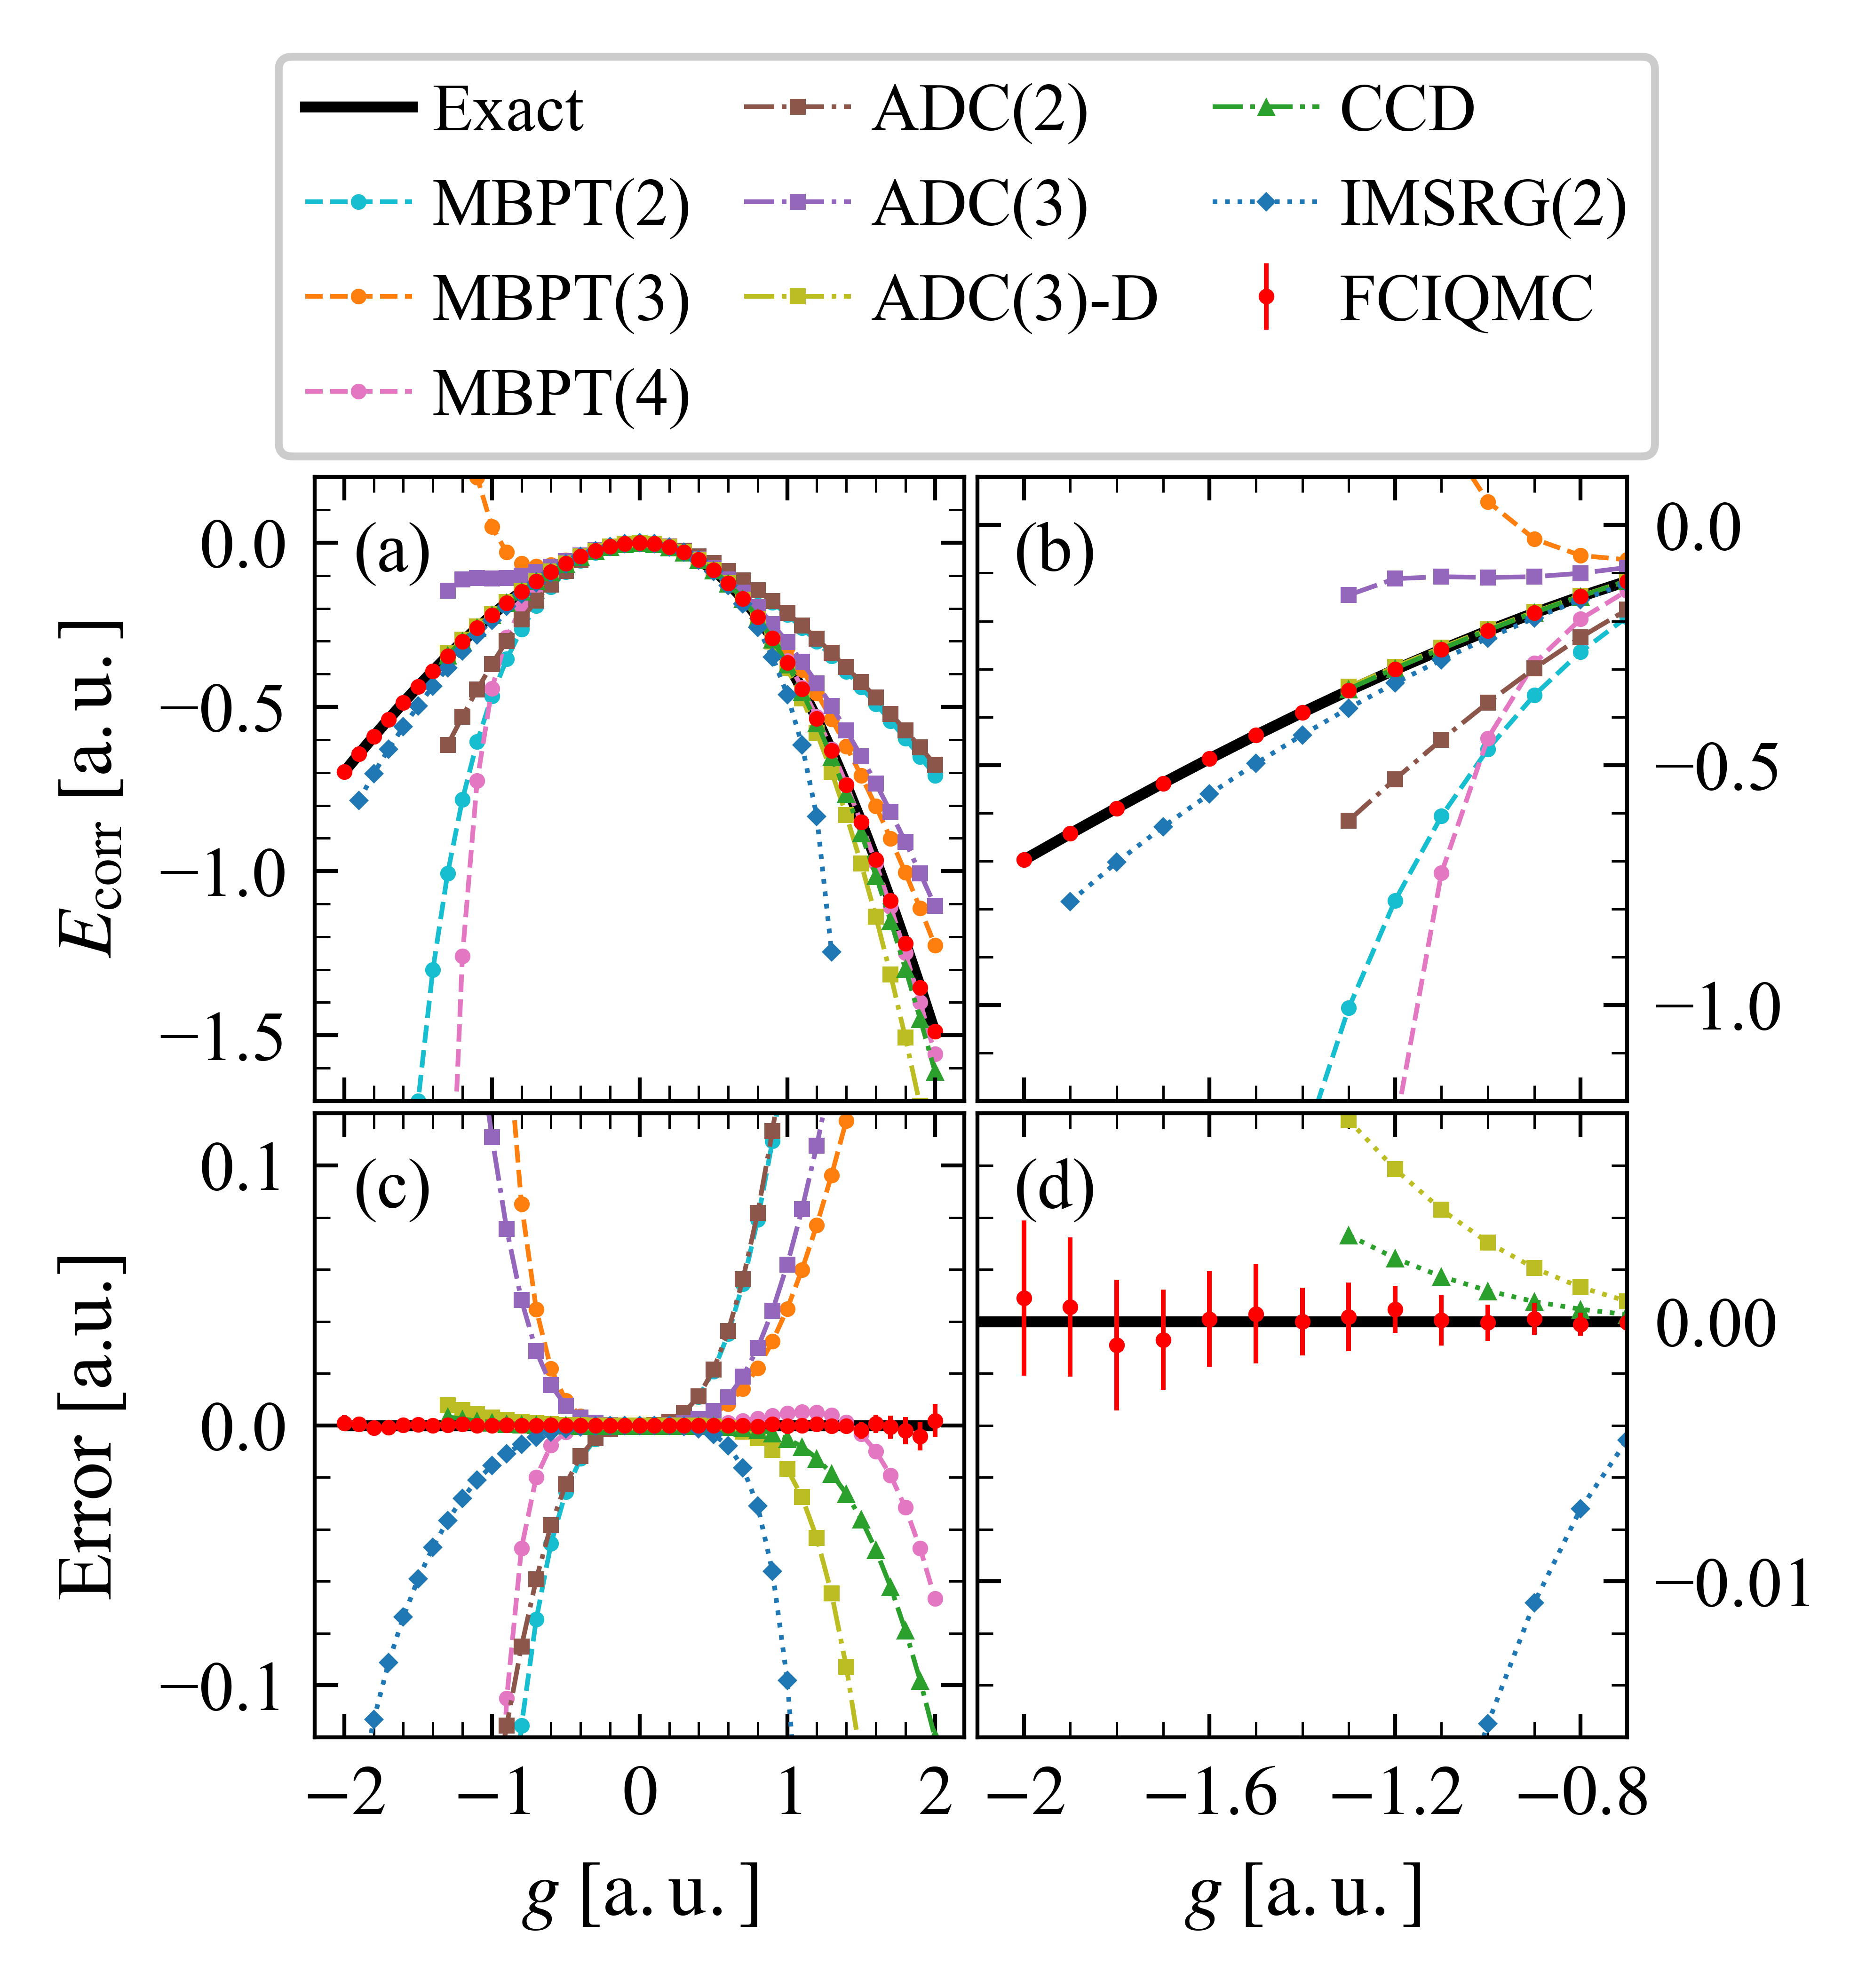 Exact
MBPT(2)
MBPT(3)
MBPT(4)
ADC(2)
ADC(3)
ADC(3)-D
CCD
IMSRG(2)
FCIQMC
(a)
0.0
−0.5
−1.0
−1.5
E_corr [a. u. ]
(b)
0.0
−0.5
−1.0
(c)
0.1
0.0
−0.1
Error [a.u.]
−2 −1 0 1 2
g [a. u. ]
(d)
0.00
−0.01
−2 −1.6 −1.2 −0.8
g [a. u. ]